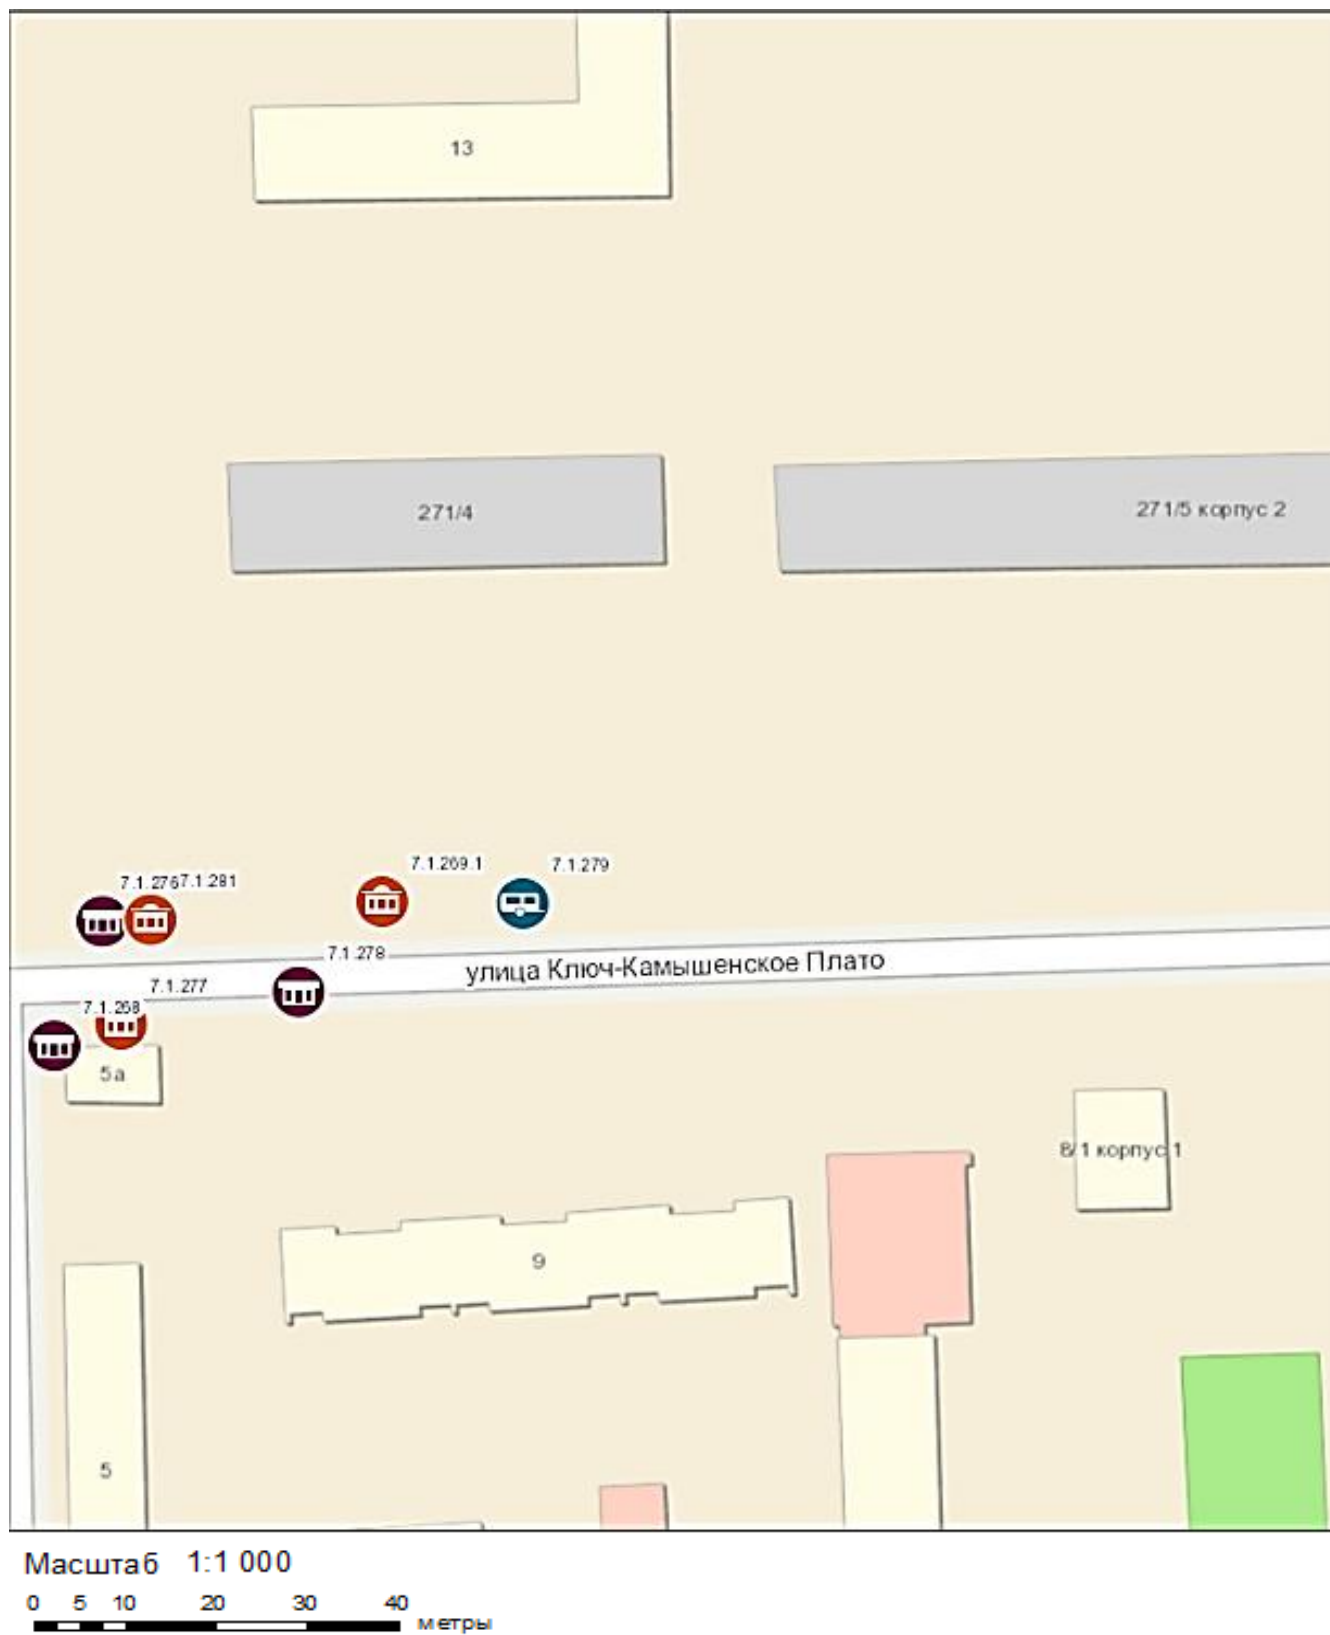 13
271/4
271/5 корпус 2
7.1.269.1
7.1.279
7.1.276
7.1.281
7.1.278
улица Ключ-Камышенское Плато
7.1.277
7.1.268
5а
8/1 корпус 1
9
5
Масштаб 1:1 000
0 5 10 20 30 40
метры